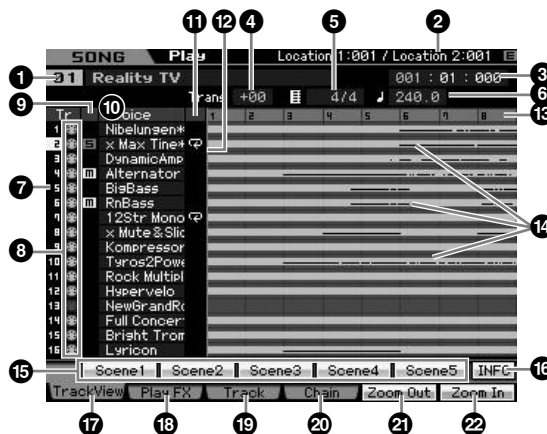 11 12 4 5 2
SONG Play Location 1:001 / Location 2:001 E
1 01 Reality TV 001 : 01 : 000 3
Trans +00 4/4 240.0 6
9 10 Tr Voice 1 2 3 4 5 6 7 8 13
1 Nibelungen*
2 S x Max Tine*
3 DynamicAmp
4 m Alternator
7 5 BigBass
6 m RnBass 14
7 12Str Mono
8 8 x Mute&Slic
9 Kompressor
10 Tyros2Powe
11 Rock Multipl
12 Hypervelo
13 NewGrandRo
14 Full Concer
15 Bright Trom
16 Lyricon
15 Scene1 Scene2 Scene3 Scene4 Scene5 INFO 16
TrackView Play FX Track Chain Zoom Out Zoom In
17 18 19 20 21 22